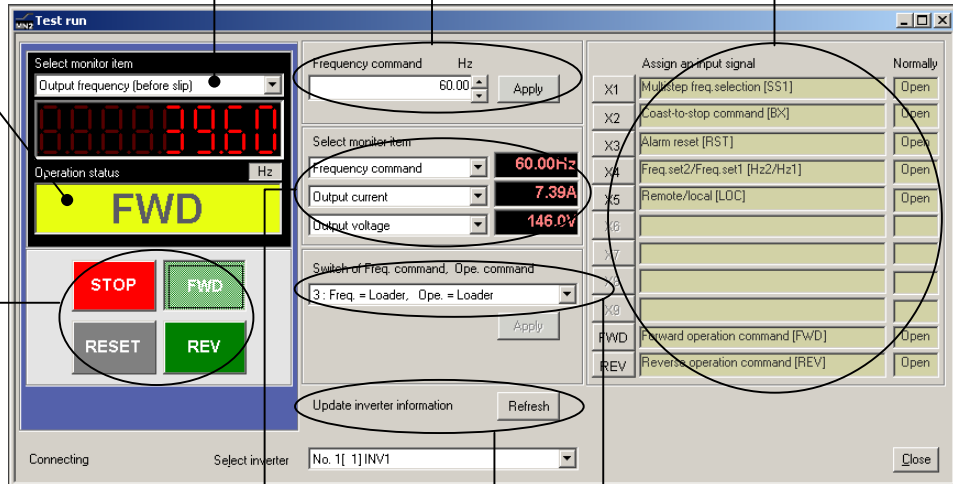 MN2 Test run
Select monitor item
Output frequency (before slip)
39.60
Operation status
Hz
FWD
STOP
FWD
RESET
REV
Frequency command Hz
60.00
Apply
Select monitor item
Frequency command 60.00Hz
Output current 7.39A
Output voltage 146.0V
Switch of Freq. command, Ope. command
3 : Freq. = Loader, Ope. = Loader
Apply
Update inverter information Refresh
Assign an input signal Normally
X1 Multistep freq.selection [SS1] Open
X2 Coast-to-stop command [BX] Open
X3 Alarm reset [RST] Open
X4 Freq.set2/Freq.set1 [Hz2/Hz1] Open
X5 Remote/local [LOC] Open
X6
X7
X8
X9
FWD Forward operation command [FWD] Open
REV Reverse operation command [REV] Open
Connecting
Select inverter No. 1[ 1] INV1
Close